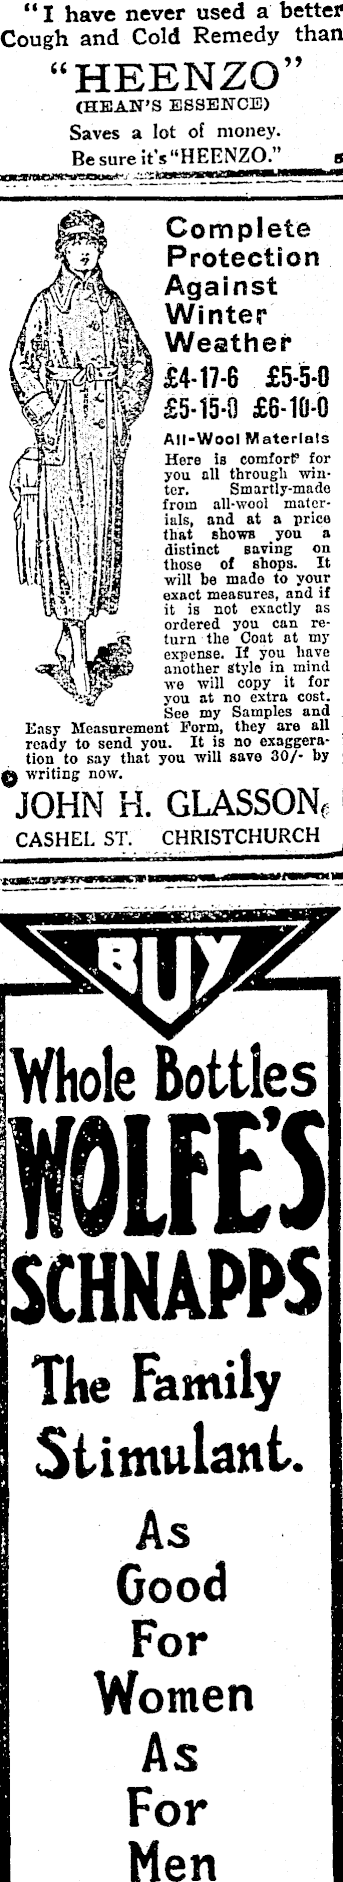 "I have never used a better
Cough and Cold Remedy than
"HEENZO"
(HEAN'S ESSENCE)
Saves a lot of money.
Be sure it's "HEENZO."
Complete
Protection
Against
Winter
Weather
£4-17-6 £5-5-0
£5-15-0 £6-10-0
All-Wool Materials
Here is comfort for
you all through win-
ter. Smartly-made
from all-wool mater-
ials, and at a price
that shows you a
distinct saving on
those of shops. It
will be made to your
exact measures, and if
it is not exactly as
ordered you can re-
turn the Coat at my
expense. If you have
another style in mind
we will copy it for
you at no extra cost.
See my Samples and
Easy Measurement Form, they are all
ready to send you. It is no exaggera-
tion to say that you will save 30/- by
writing now.
JOHN H. GLASSON,
CASHEL ST. CHRISTCHURCH
BUY
Whole Bottles
WOLFE'S
SCHNAPPS
The Family
Stimulant.
As
Good
For
Women
As
For
Men